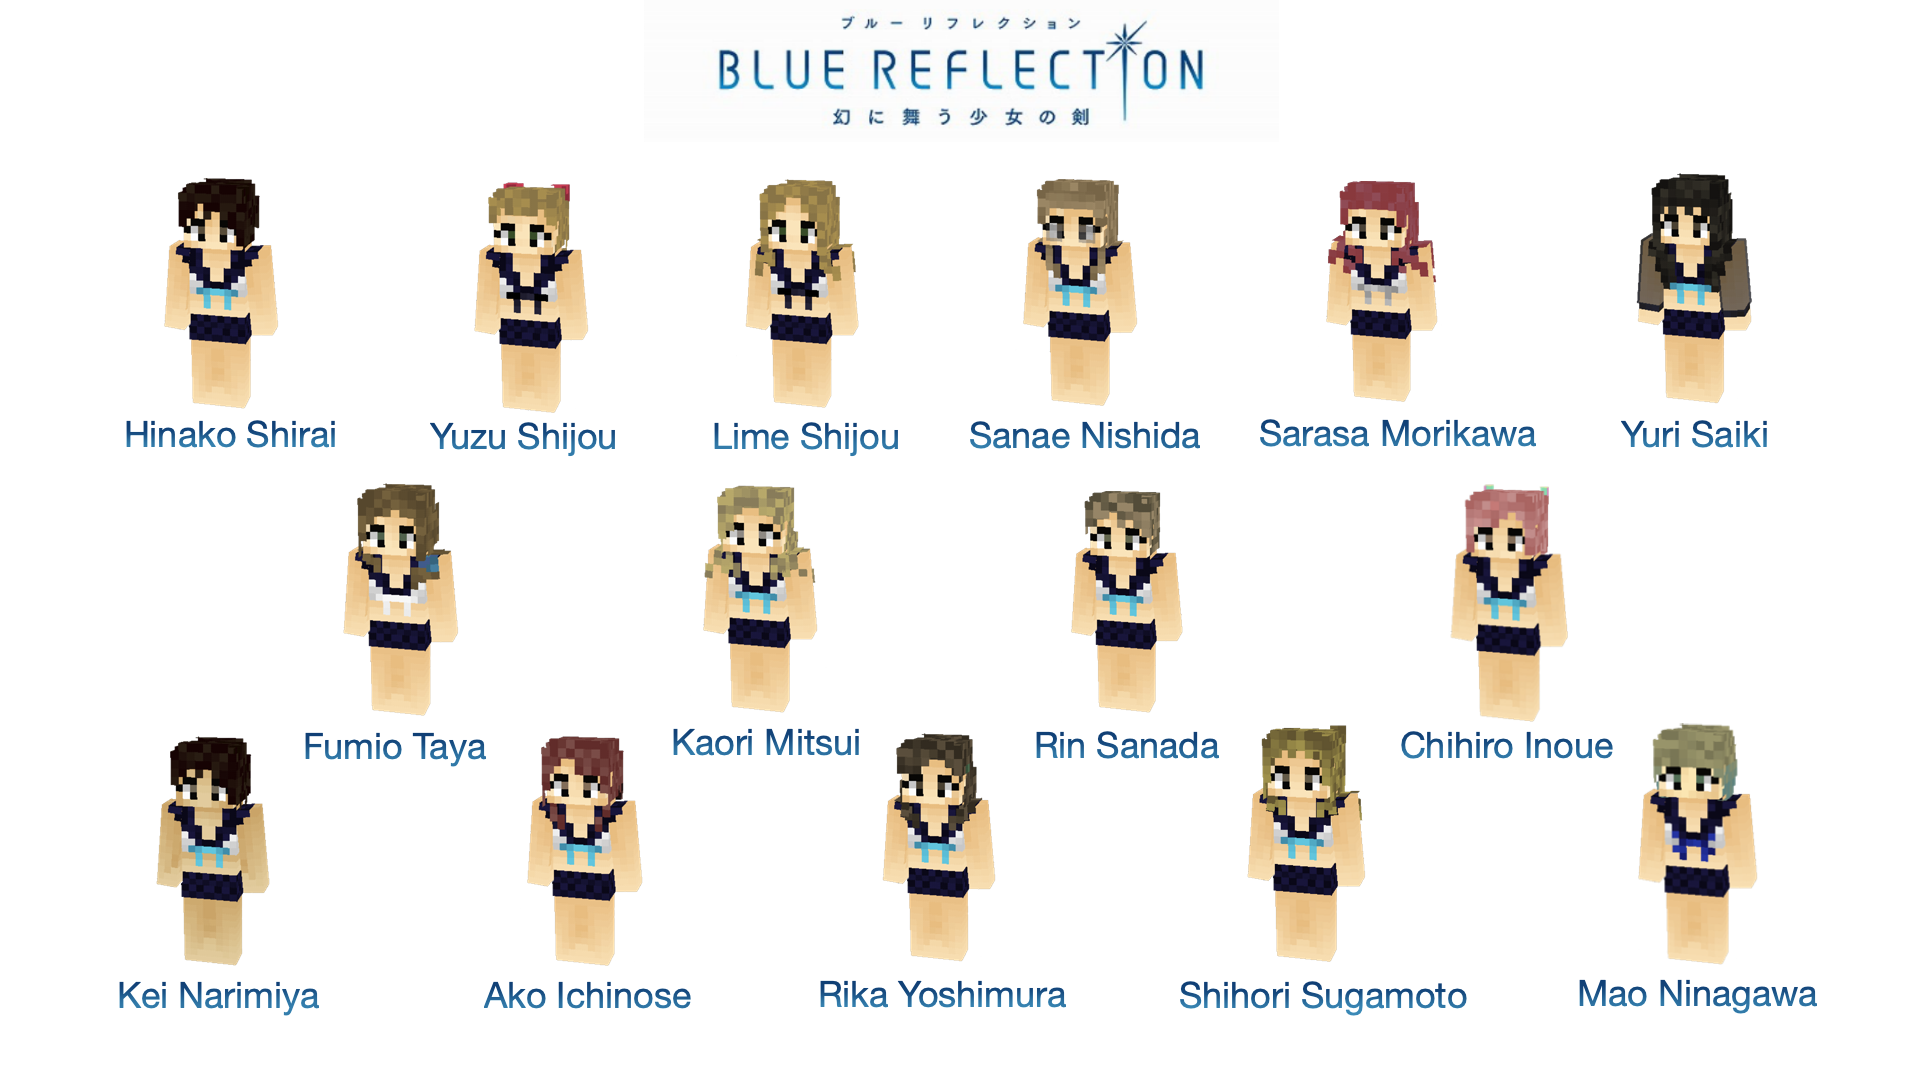 ブルーリフレクション
BLUE REFLECTION
幻に舞う少女の剣
Hinako Shirai
Yuzu Shijou
Lime Shijou
Sanae Nishida
Sarasa Morikawa
Yuri Saiki
Fumio Taya
Kaori Mitsui
Rin Sanada
Chihiro Inoue
Kei Narimiya
Ako Ichinose
Rika Yoshimura
Shihori Sugamoto
Mao Ninagawa